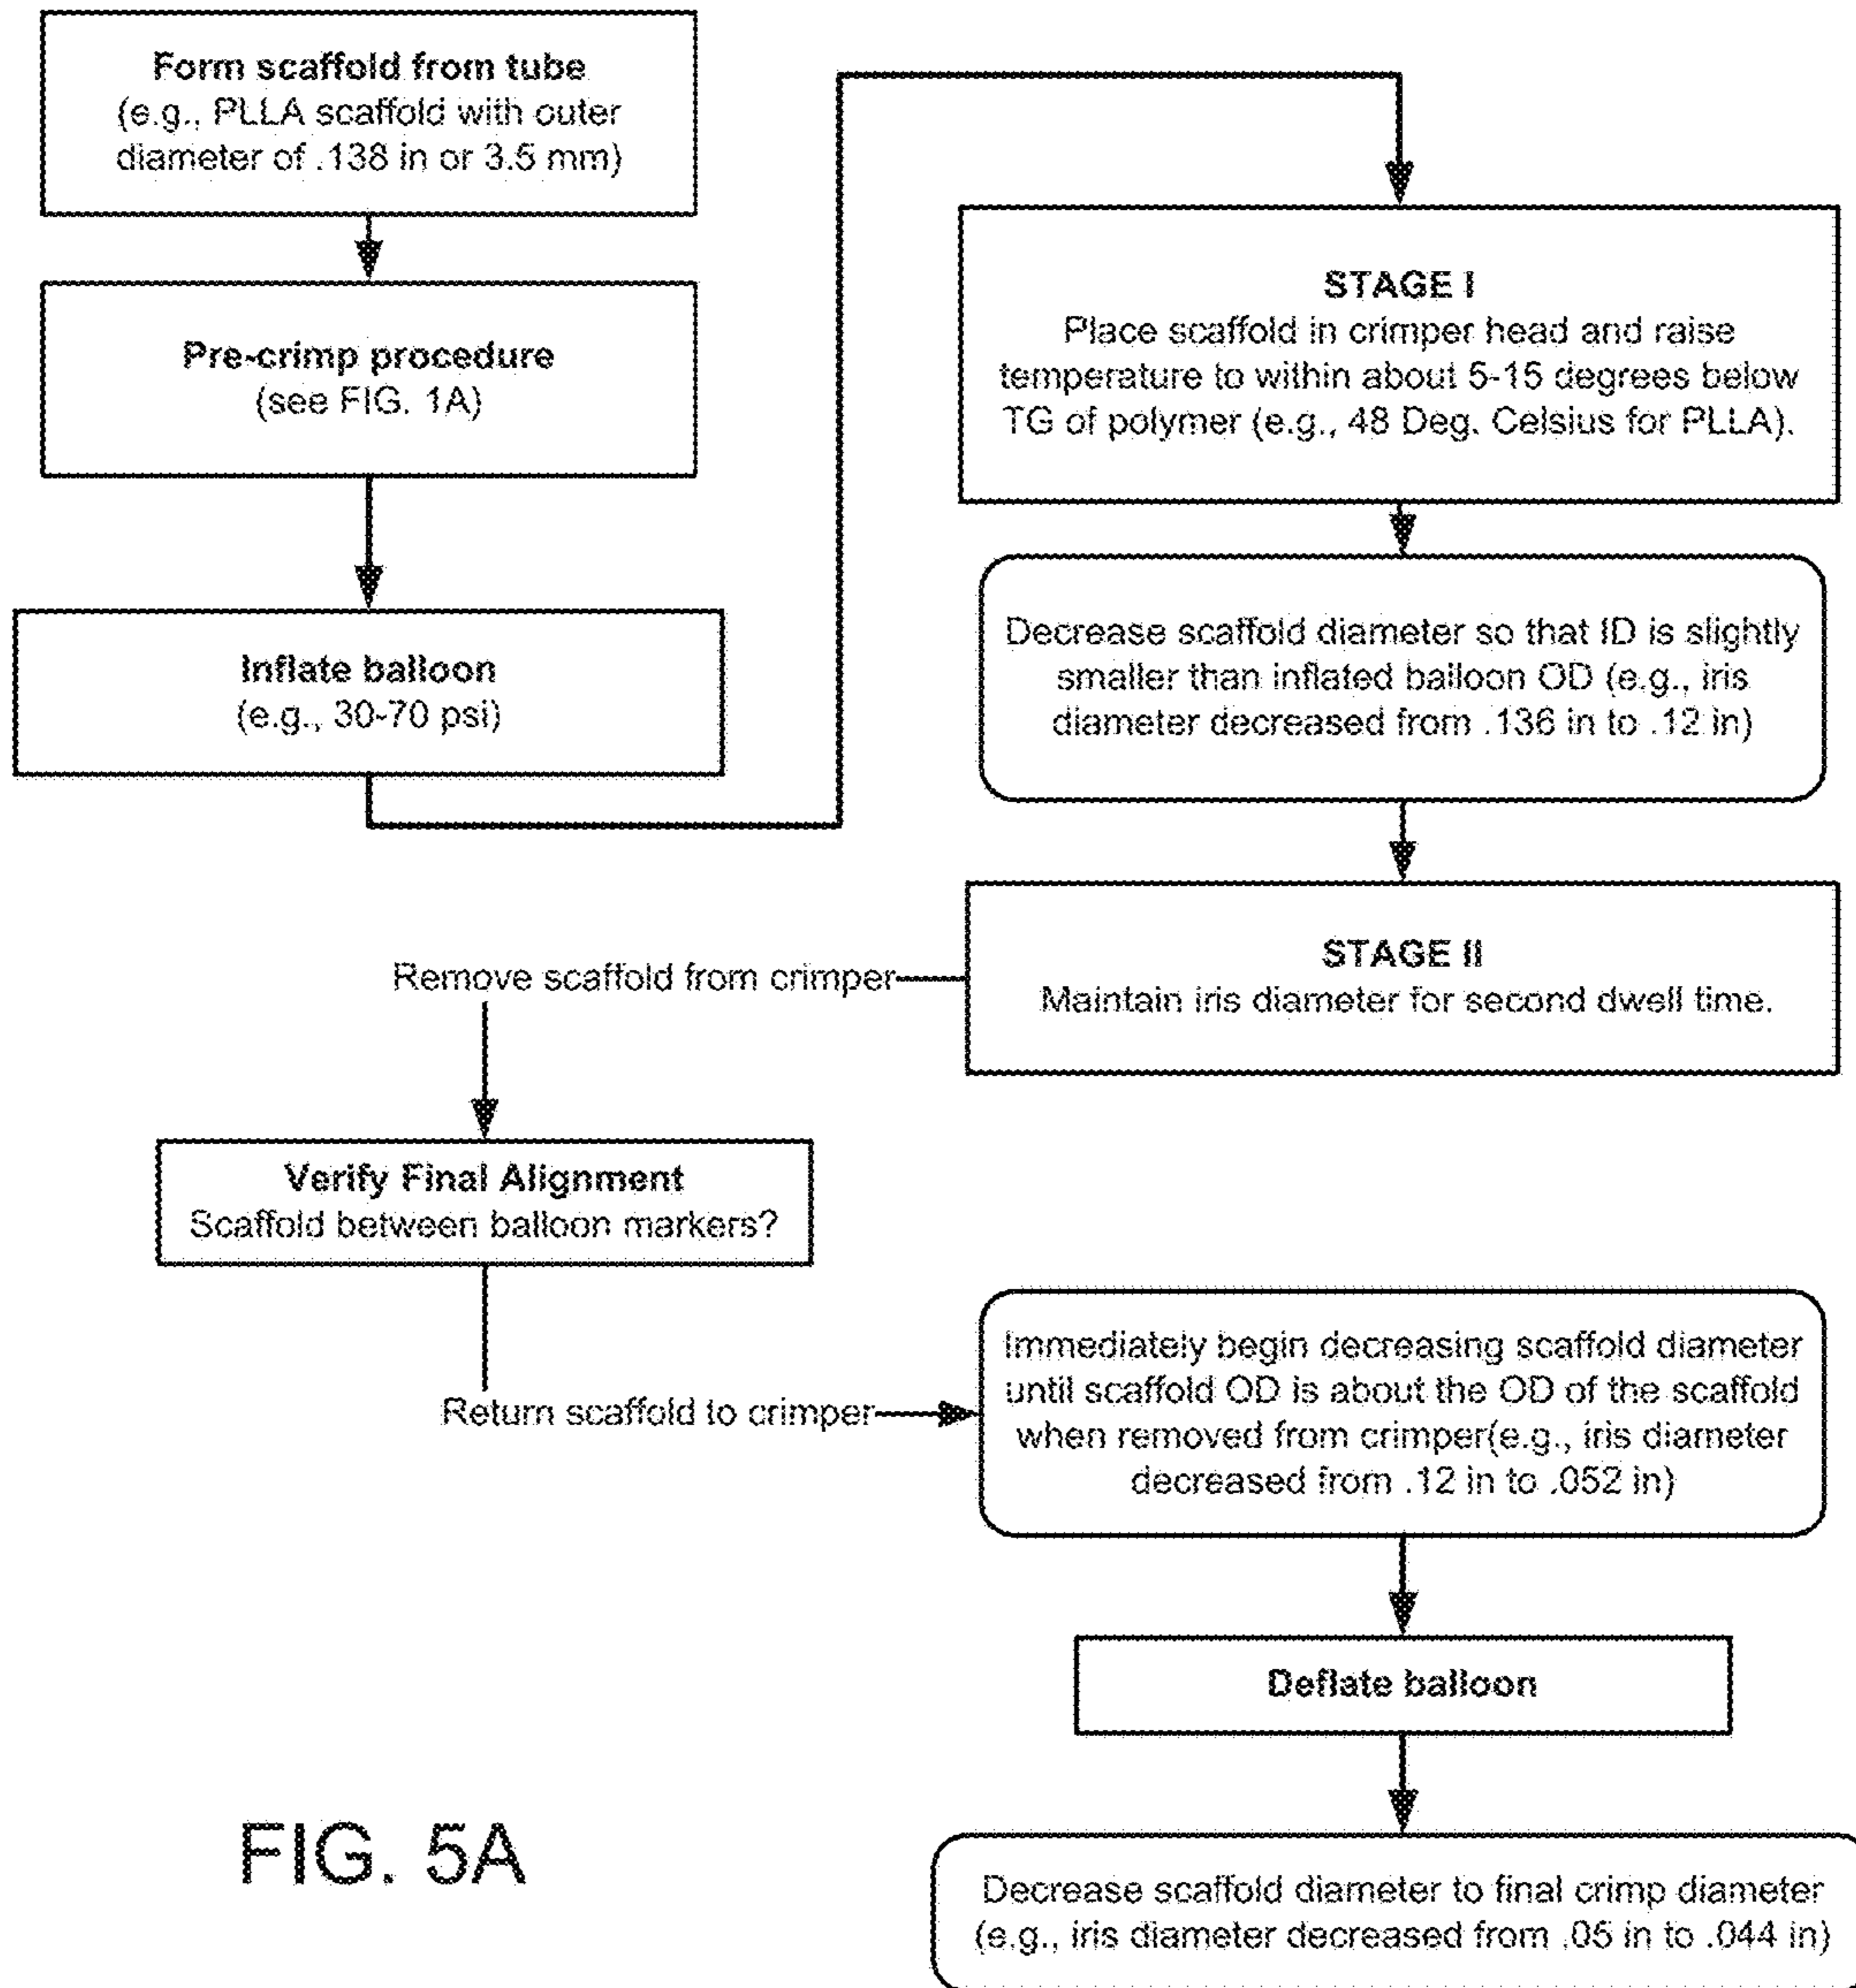 Form scaffold from tube
(e.g., PLLA scaffold with outer
diameter of .138 in or 3.5 mm)
Pre-crimp procedure
(see FIG. 1A)
Inflate balloon
(e.g., 30-70 psi)
STAGE I
Place scaffold in crimper head and raise
temperature to within about 5-15 degrees below
TG of polymer (e.g., 48 Deg. Celsius for PLLA).
Decrease scaffold diameter so that ID is slightly
smaller than inflated balloon OD (e.g., iris
diameter decreased from .136 in to .12 in)
STAGE II
Maintain iris diameter for second dwell time.
Remove scaffold from crimper
Verify Final Alignment
Scaffold between balloon markers?
Return scaffold to crimper
Immediately begin decreasing scaffold diameter
until scaffold OD is about the OD of the scaffold
when removed from crimper(e.g., iris diameter
decreased from .12 in to .052 in)
Deflate balloon
Decrease scaffold diameter to final crimp diameter
(e.g., iris diameter decreased from .05 in to .044 in)
FIG. 5A